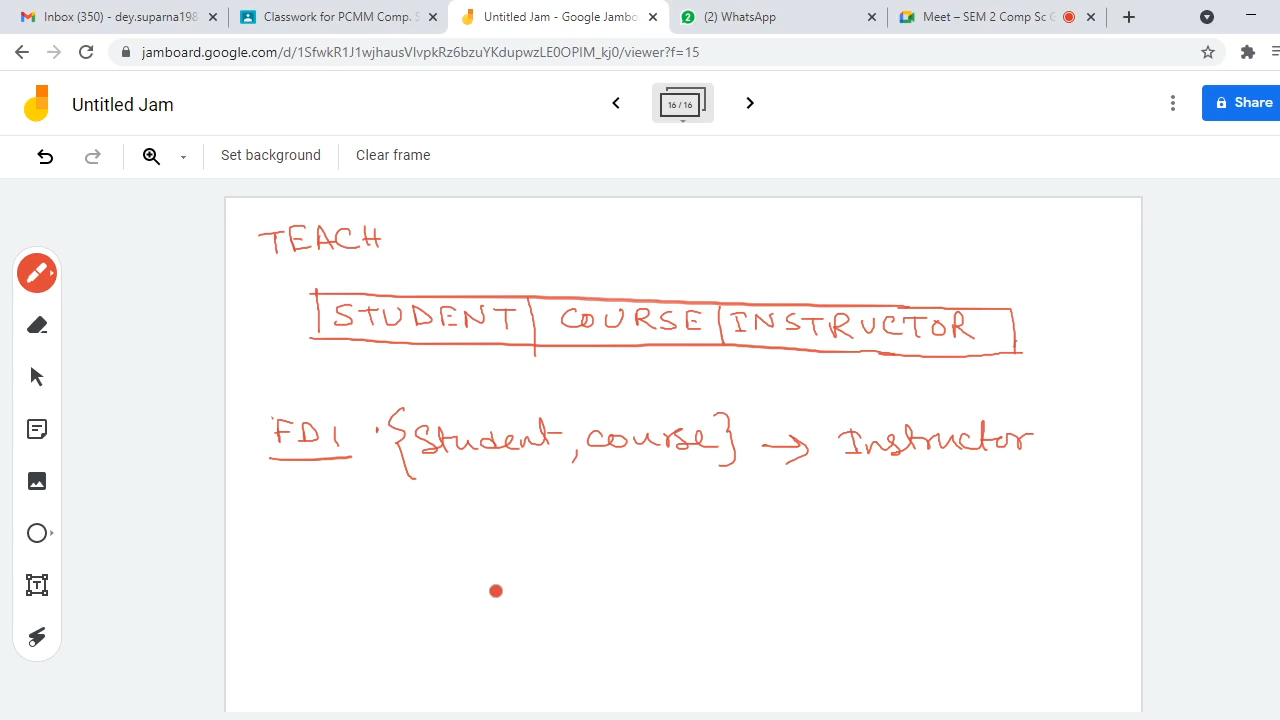 Inbox (350) - dey.suparna198
Classwork for PCMM Comp. S
Untitled Jam - Google Jambo
(2) WhatsApp
Meet – SEM 2 Comp Sc G
jamboard.google.com/d/1SfwkR1J1wjhausVlvpkRz6bzuYKdupwzLE0OPIM_kj0/viewer?f=15
Untitled Jam
16 / 16
Share
Set background
Clear frame
TEACH
STUDENT COURSE INSTRUCTOR
FD1 {Student, course} → Instructor